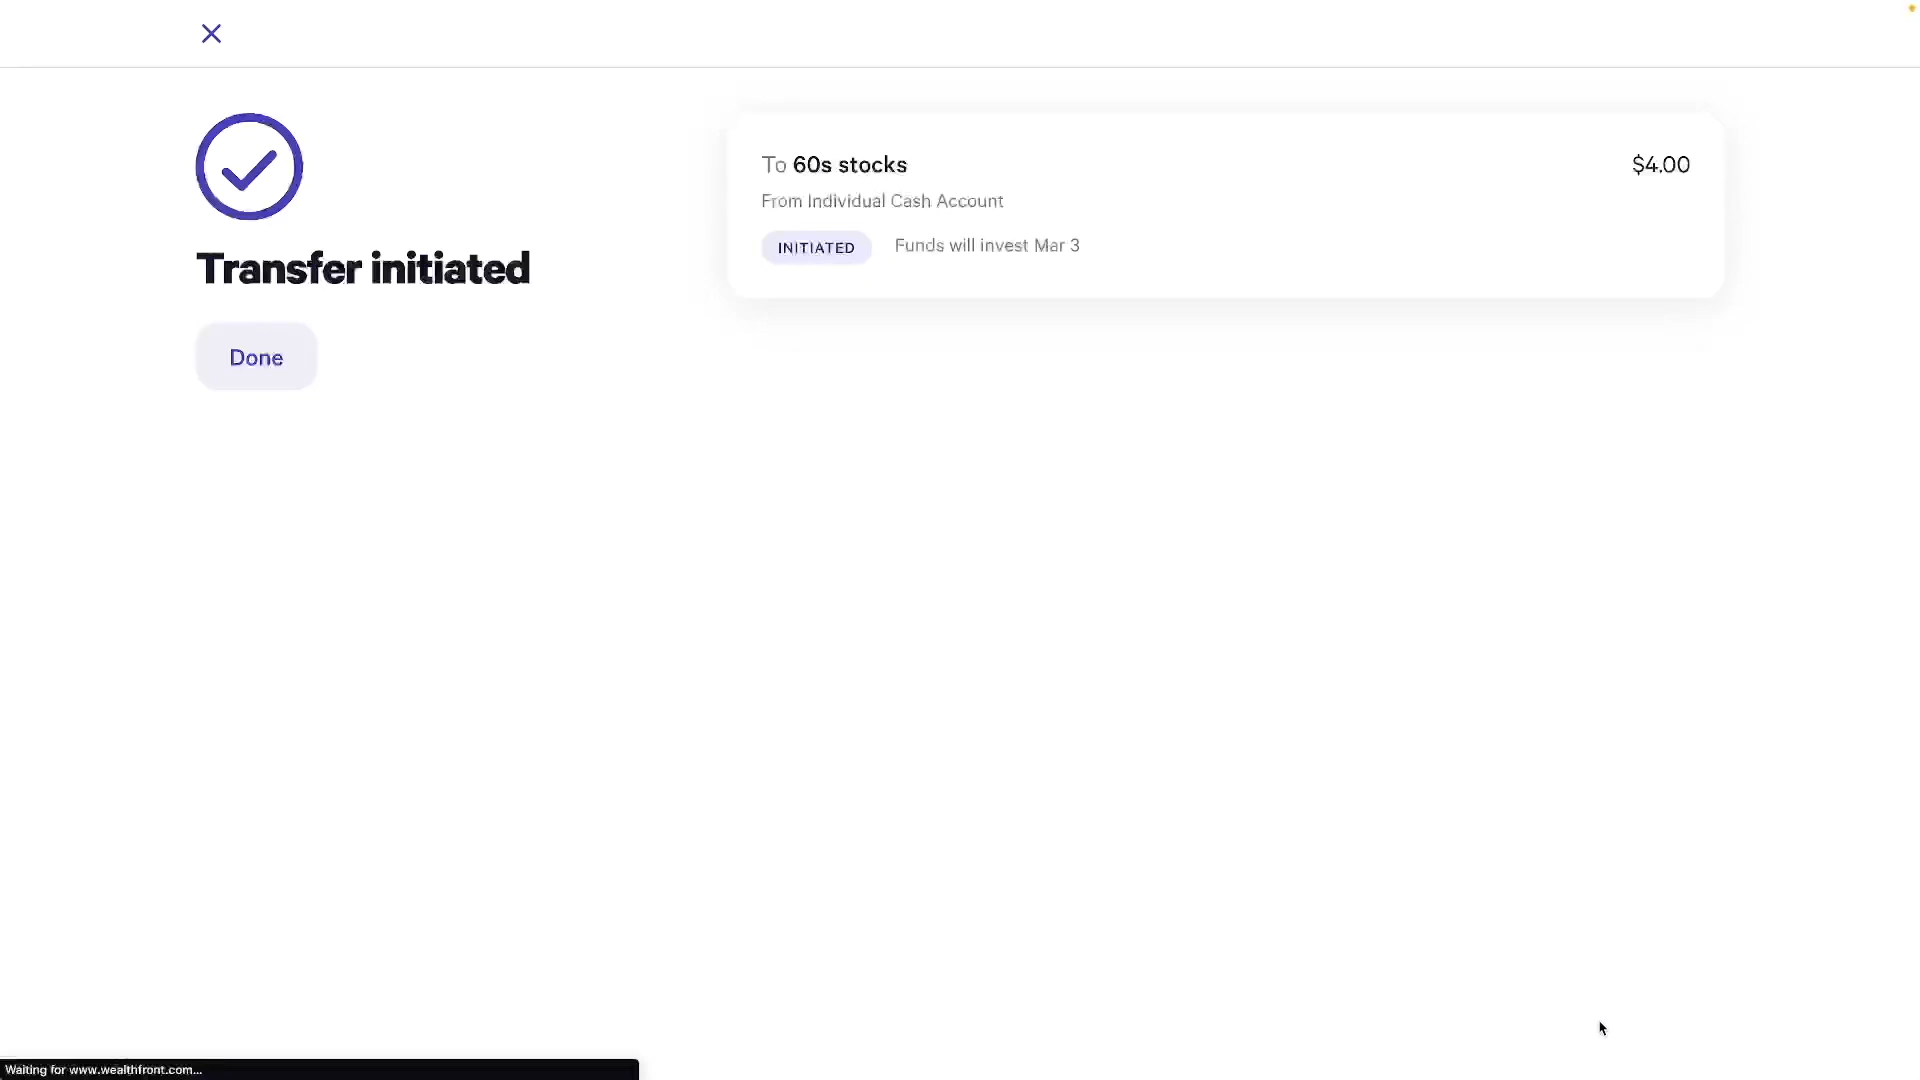 Transfer initiated
Done
To 60s stocks
$4.00
From Individual Cash Account
INITIATED
Funds will invest Mar 3
Waiting for www.wealthfront.com...